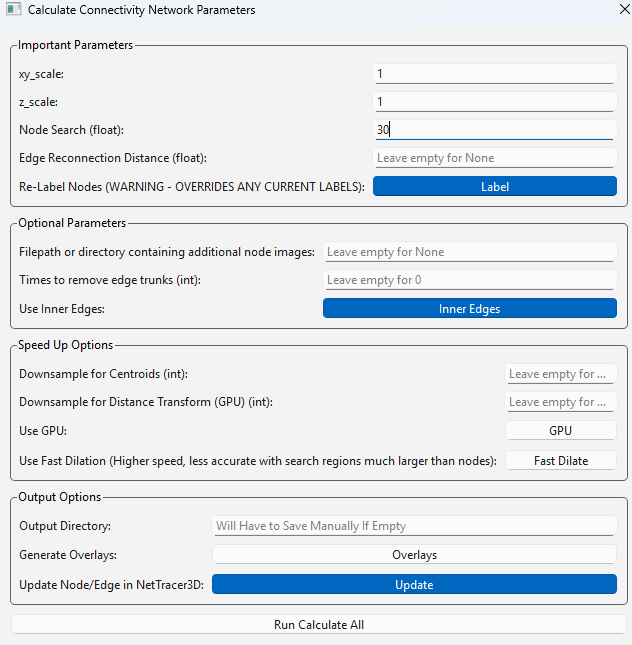 Calculate Connectivity Network Parameters
Important Parameters
xy_scale: 1
z_scale: 1
Node Search (float): 30
Edge Reconnection Distance (float): Leave empty for None
Re-Label Nodes (WARNING - OVERRIDES ANY CURRENT LABELS): Label
Optional Parameters
Filepath or directory containing additional node images: Leave empty for None
Times to remove edge trunks (int): Leave empty for 0
Use Inner Edges: Inner Edges
Speed Up Options
Downsample for Centroids (int): Leave empty for ...
Downsample for Distance Transform (GPU) (int): Leave empty for ...
Use GPU: GPU
Use Fast Dilation (Higher speed, less accurate with search regions much larger than nodes): Fast Dilate
Output Options
Output Directory: Will Have to Save Manually If Empty
Generate Overlays: Overlays
Update Node/Edge in NetTracer3D: Update
Run Calculate All